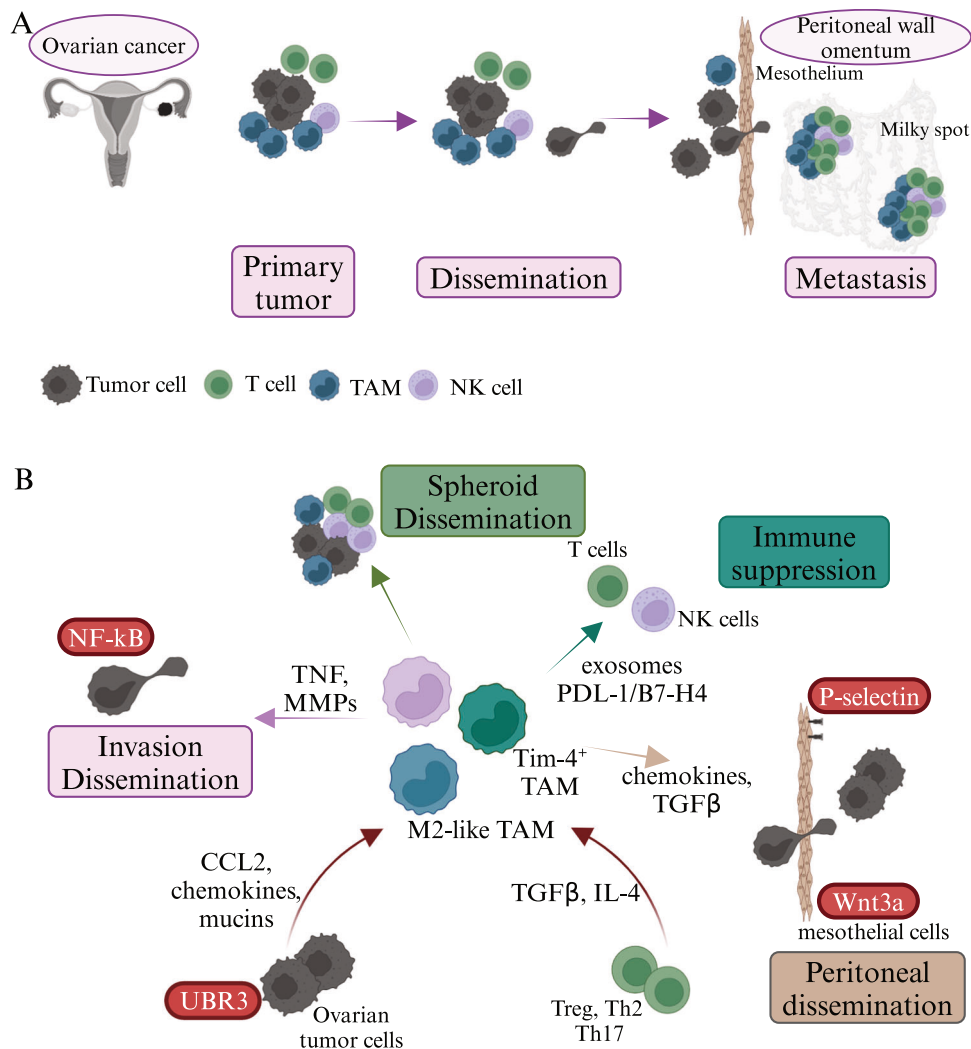 A
Ovarian cancer
Peritoneal wall
omentum
Mesothelium
Milky spot
Primary
tumor
Dissemination
Metastasis
Tumor cell
T cell
TAM
NK cell
B
Spheroid
Dissemination
T cells
Immune
suppression
NK cells
NF-kB
TNF,
MMPs
exosomes
PDL-1/B7-H4
P-selectin
Invasion
Dissemination
Tim-4⁺
TAM
chemokines,
TGFβ
M2-like TAM
CCL2,
chemokines,
mucins
TGFβ, IL-4
Wnt3a
mesothelial cells
UBR3
Ovarian
tumor cells
Treg, Th2
Th17
Peritoneal
dissemination